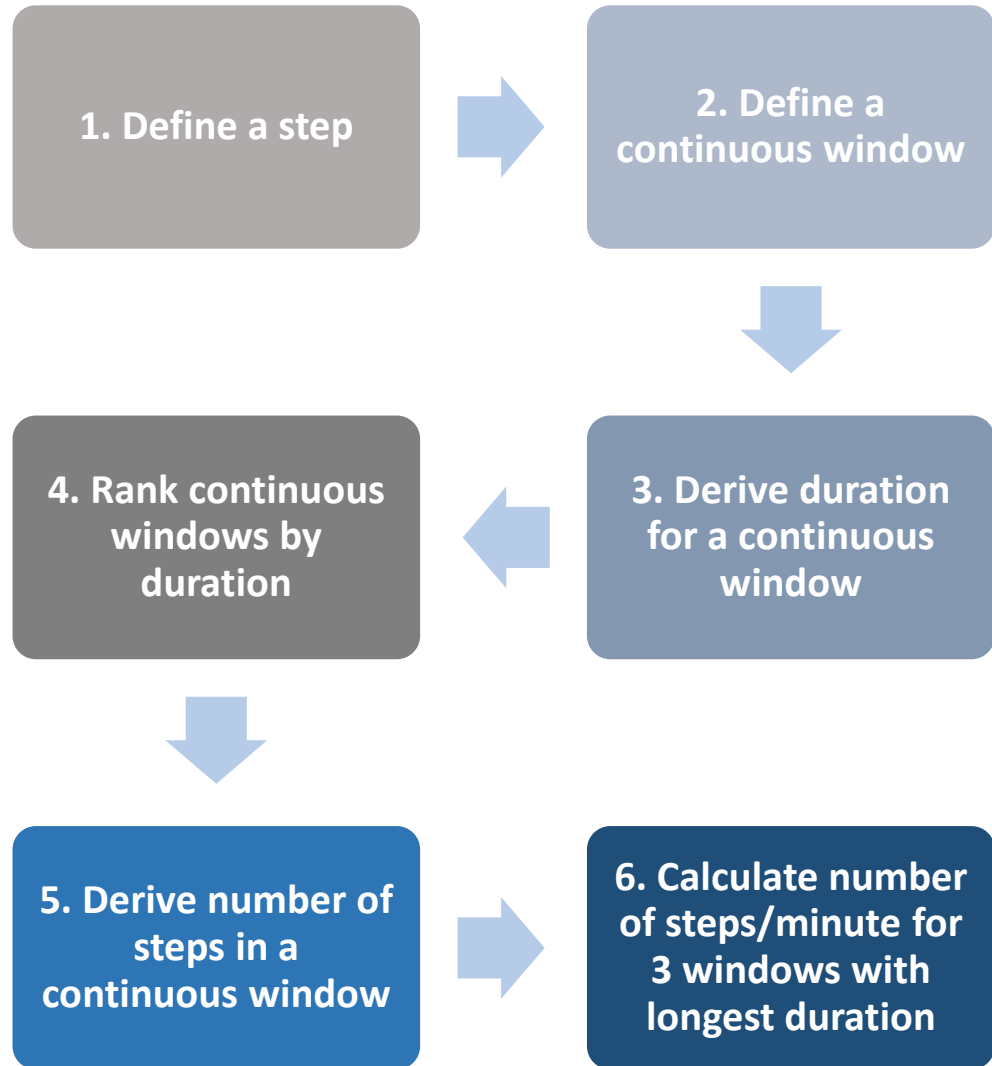 1. Define a step
2. Define a
continuous window
3. Derive duration
for a continuous
window
4. Rank continuous
windows by
duration
5. Derive number of
steps in a
continuous window
6. Calculate number
of steps/minute for
3 windows with
longest duration